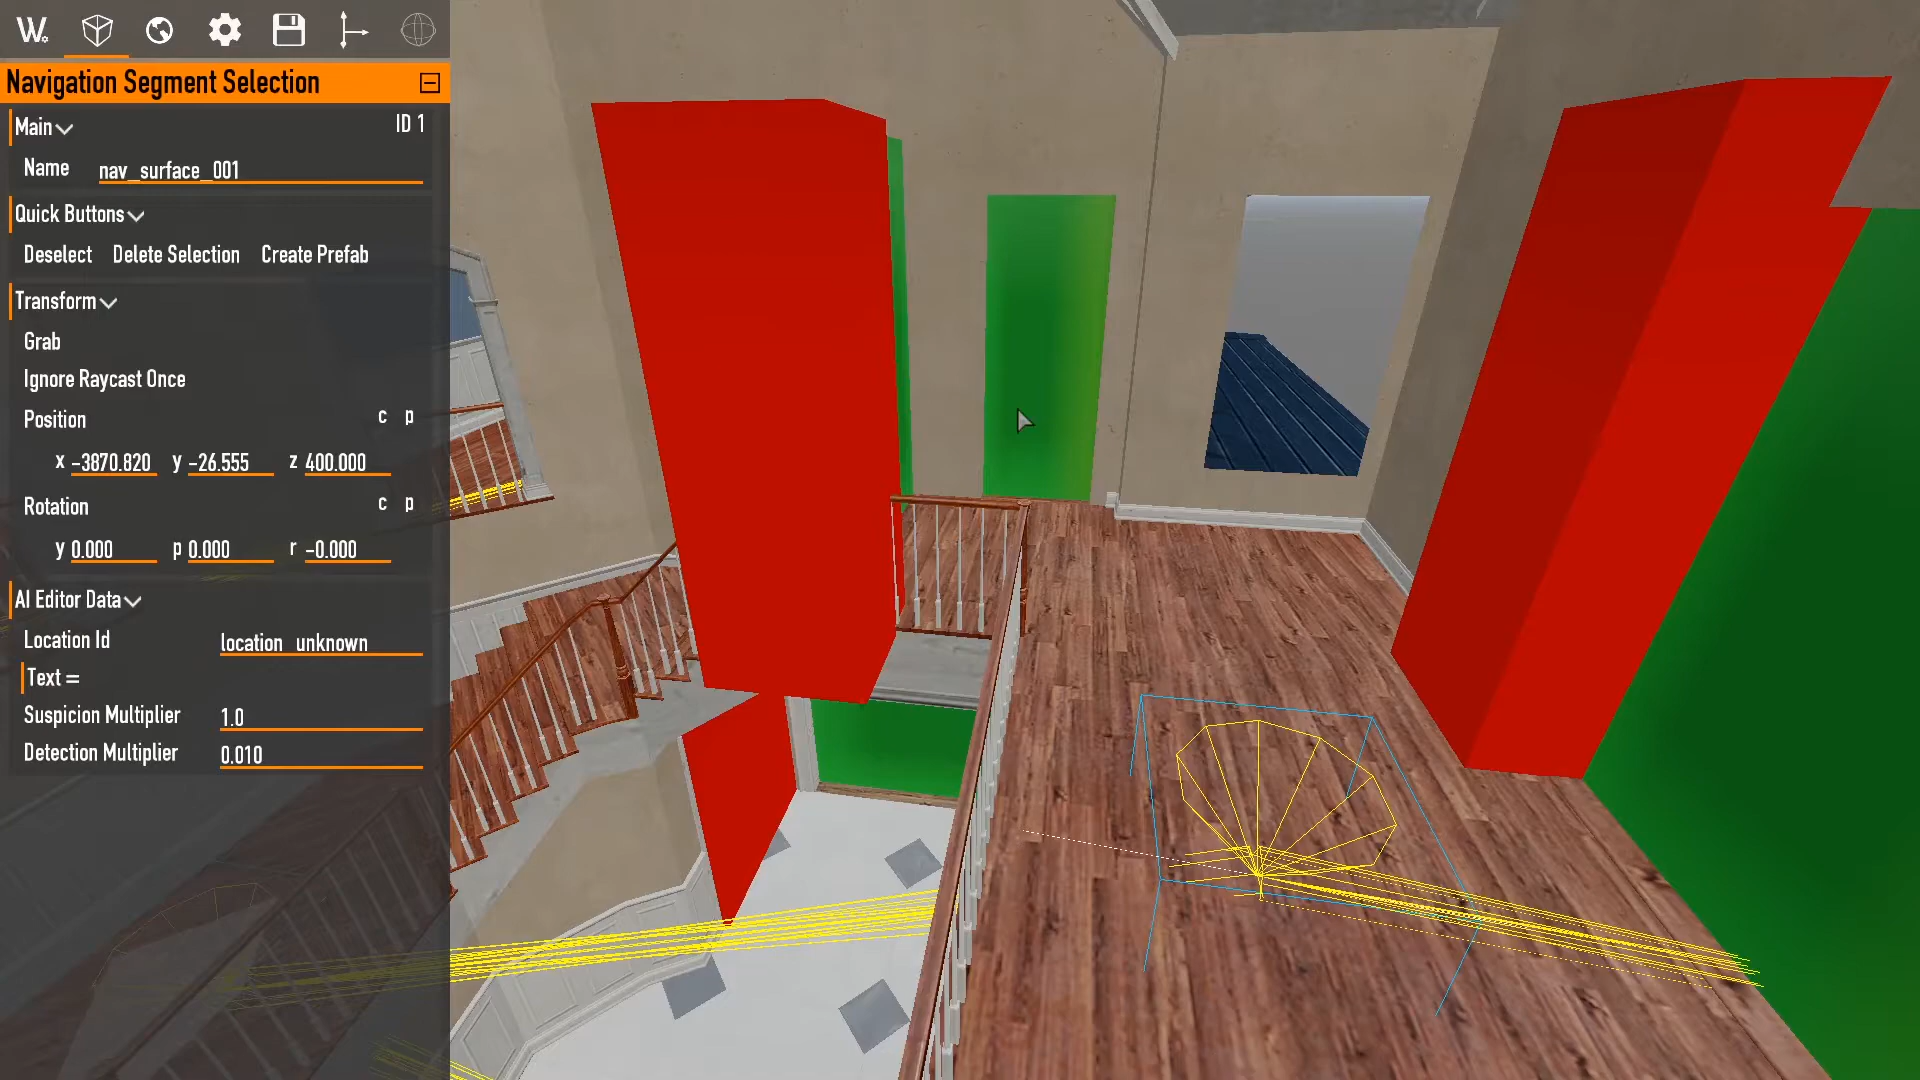 W.
Navigation Segment Selection
Main
ID 1
Name nav_surface_001
Quick Buttons
Deselect Delete Selection Create Prefab
Transform
Grab
Ignore Raycast Once
Position c p
x -3870.820 y -26.555 z 400.000
Rotation c p
y 0.000 p 0.000 r -0.000
AI Editor Data
Location Id location_unknown
Text =
Suspicion Multiplier 1.0
Detection Multiplier 0.010